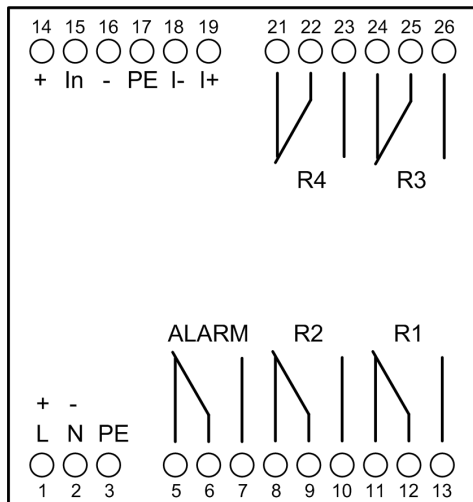 14 15 16 17 18 19 21 22 23 24 25 26
+ In - PE I- I+
R4 R3
ALARM R2 R1
+ -
L N PE
1 2 3 5 6 7 8 9 10 11 12 13